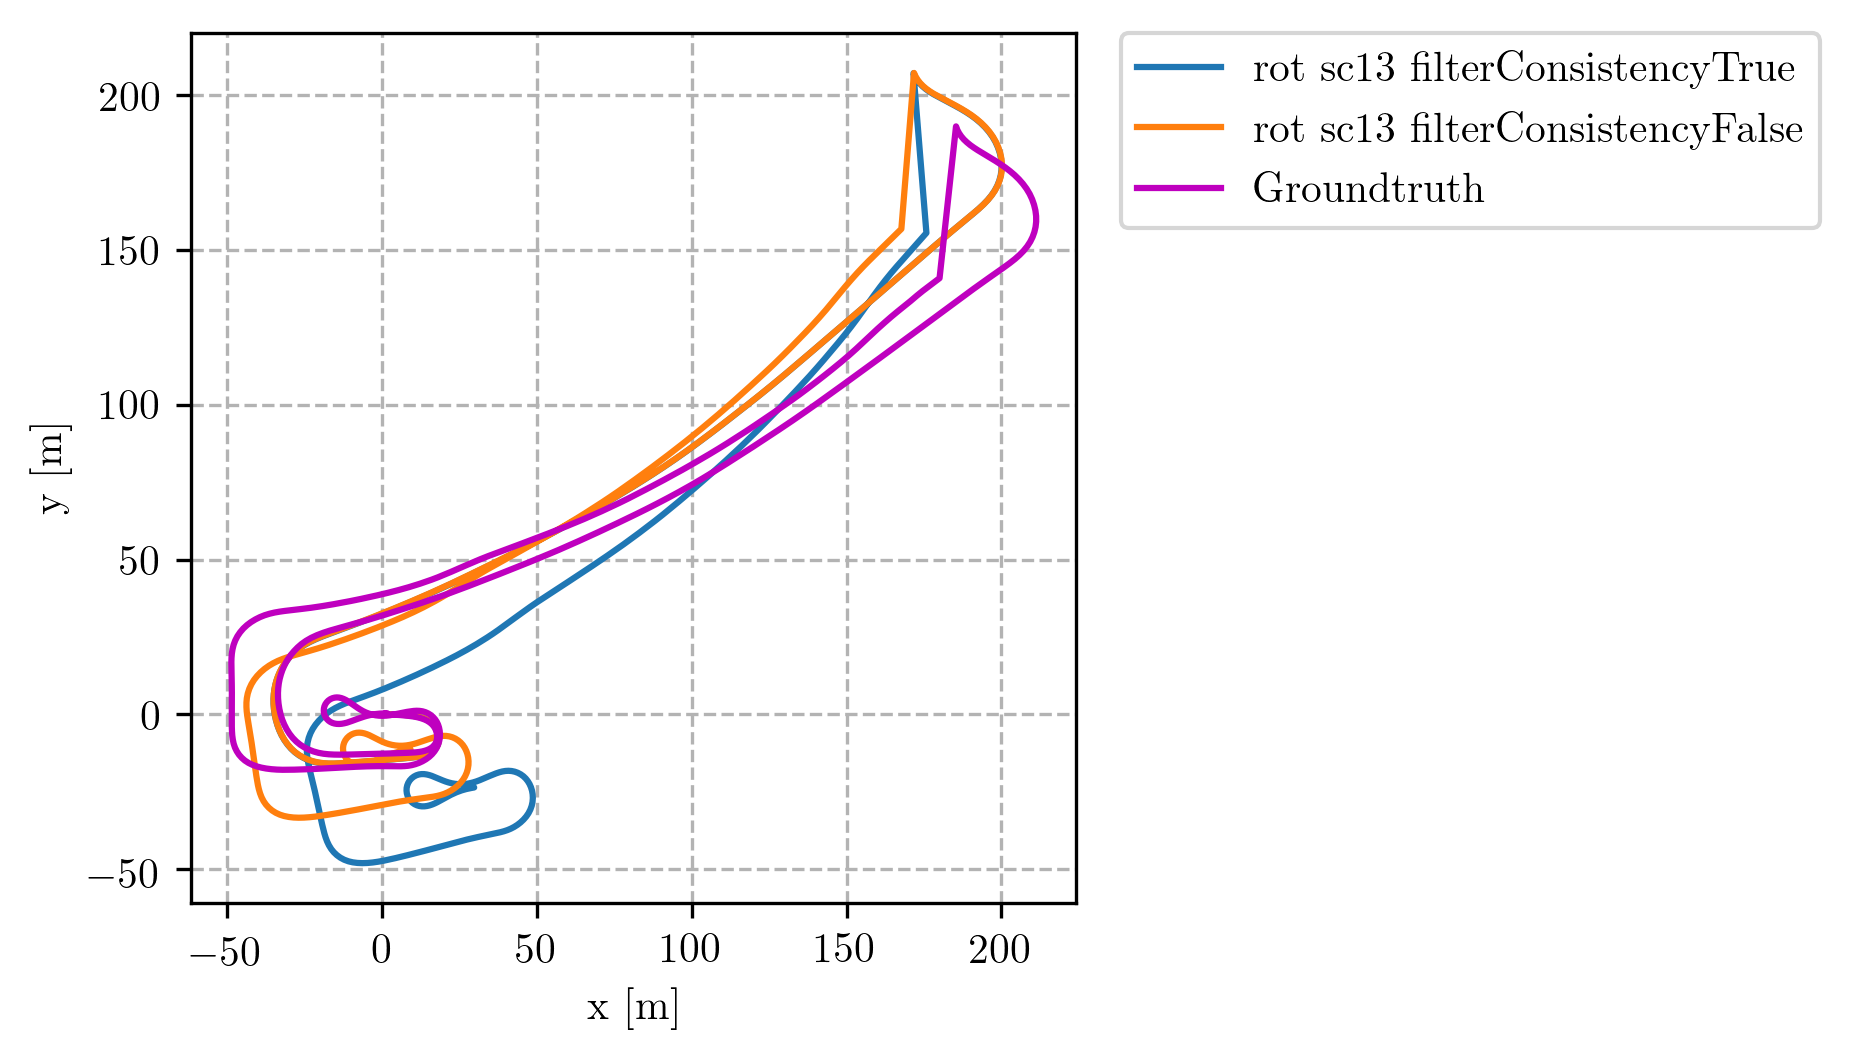 200
150
100
50
0
−50
−50
0
50
100
150
200
x [m]
y [m]
rot sc13 filterConsistencyTrue
rot sc13 filterConsistencyFalse
Groundtruth